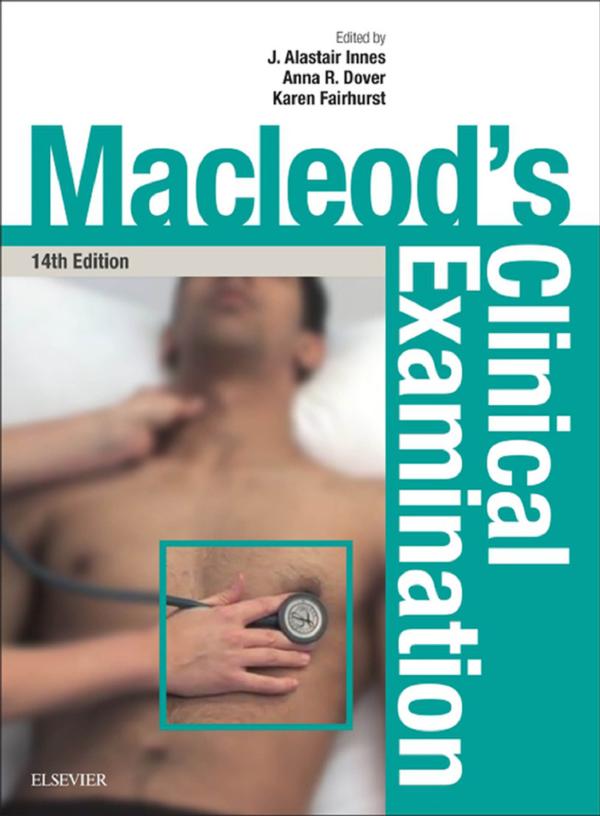 Edited by
J. Alastair Innes
Anna R. Dover
Karen Fairhurst
Macleod's
Clinical
Examination
14th Edition
ELSEVIER